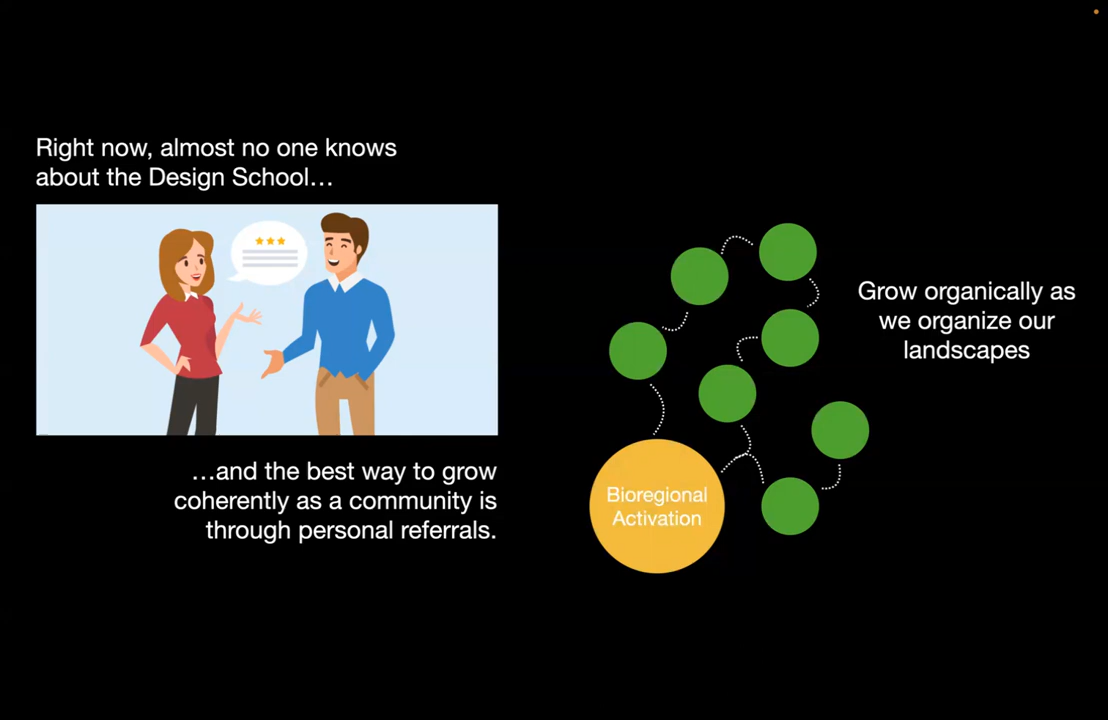 Right now, almost no one knows
about the Design School…
…and the best way to grow
coherently as a community is
through personal referrals.
Bioregional
Activation
Grow organically as
we organize our
landscapes